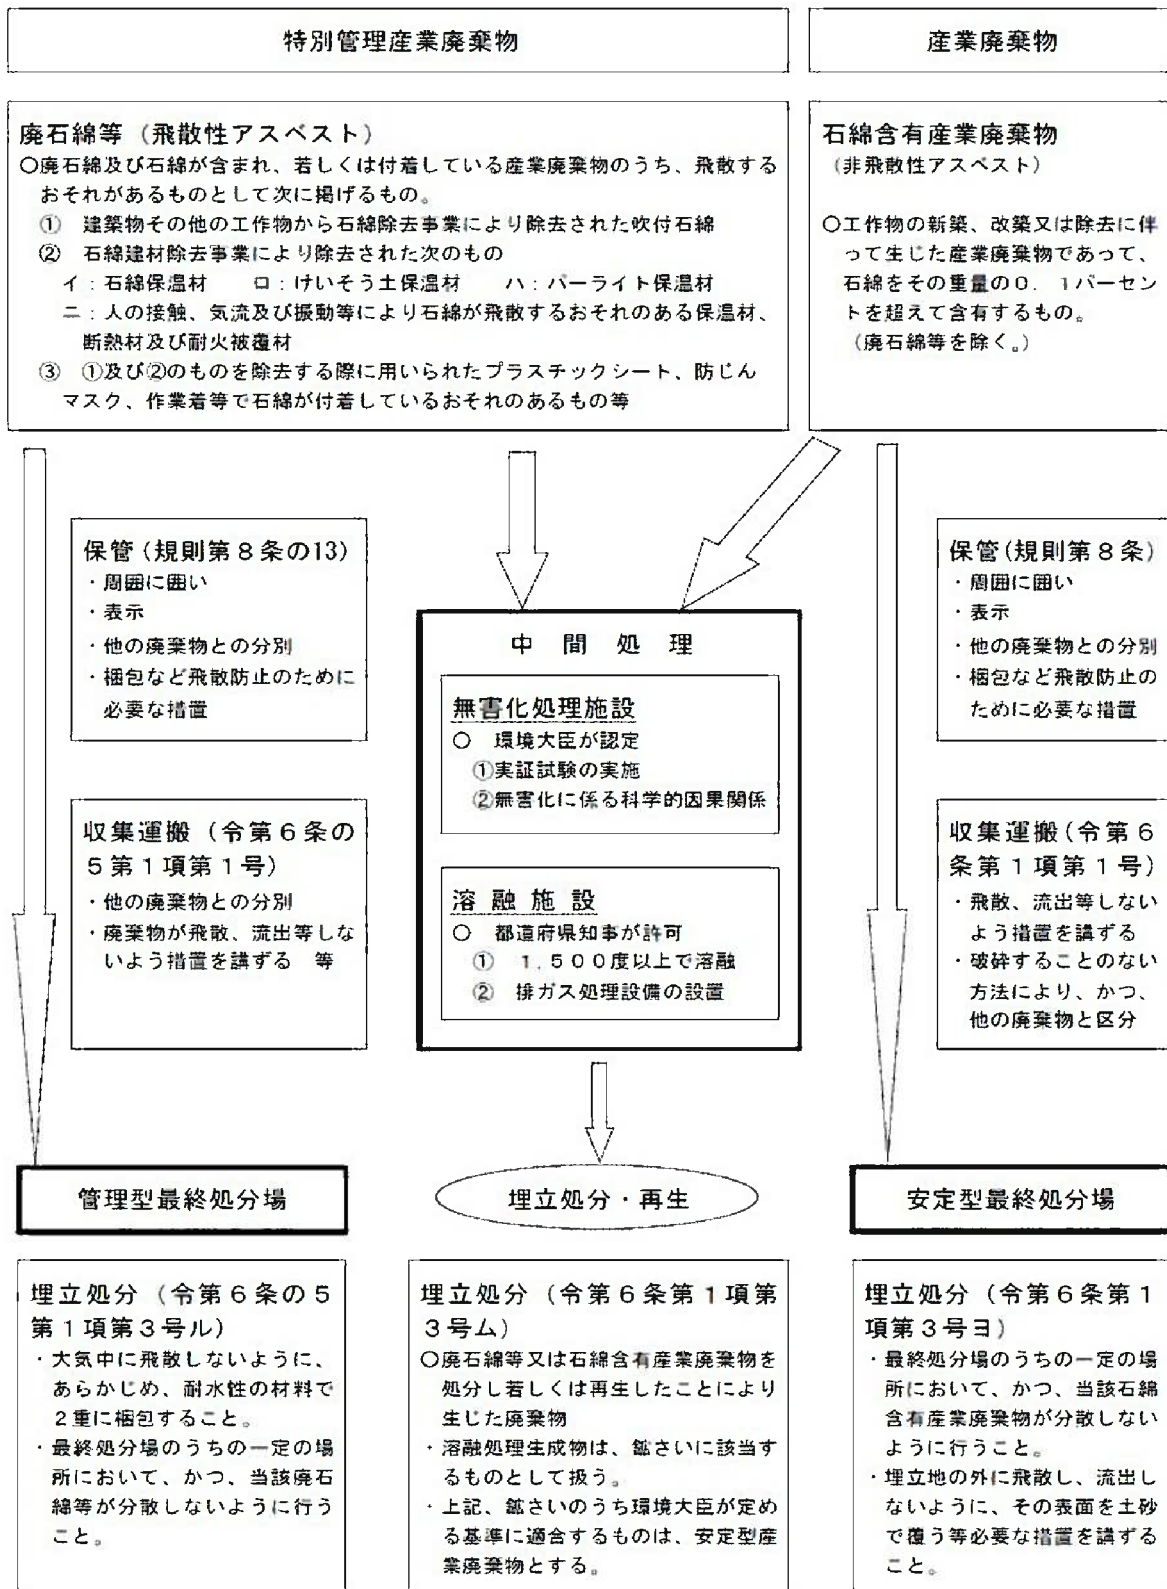 特別管理産業廃棄物
産業廃棄物
廃石綿等（飛散性アスベスト）
○廃石綿及び石綿が含まれ、若しくは付着している産業廃棄物のうち、飛散する
おそれがあるものとして次に掲げるもの。
① 建築物その他の工作物から石綿除去事業により除去された吹付石綿
② 石綿建材除去事業により除去された次のもの
イ：石綿保温材　ロ：けいそう土保温材　ハ：パーライト保温材
ニ：人の接触、気流及び振動等により石綿が飛散するおそれのある保温材、
断熱材及び耐火被覆材
③ ①及び②のものを除去する際に用いられたプラスチックシート、防じん
マスク、作業着等で石綿が付着しているおそれのあるもの等
石綿含有産業廃棄物
（非飛散性アスベスト）
○工作物の新築、改築又は除去に伴
って生じた産業廃棄物であって、
石綿をその重量の０．１パーセン
トを超えて含有するもの。
（廃石綿等を除く。）
保管（規則第８条の13）
・周囲に囲い
・表示
・他の廃棄物との分別
・梱包など飛散防止のために
必要な措置
収集運搬（令第６条の
５第１項第１号）
・他の廃棄物との分別
・廃棄物が飛散、流出等しな
いよう措置を講ずる　等
中間処理
無害化処理施設
○ 環境大臣が認定
①実証試験の実施
②無害化に係る科学的因果関係
溶融施設
○ 都道府県知事が許可
① １，５００度以上で溶融
② 排ガス処理設備の設置
保管（規則第８条）
・周囲に囲い
・表示
・他の廃棄物との分別
・梱包など飛散防止の
ために必要な措置
収集運搬（令第６
条第１項第１号）
・飛散、流出等しない
よう措置を講ずる
・破砕することのない
方法により、かつ、
他の廃棄物と区分
管理型最終処分場
埋立処分・再生
安定型最終処分場
埋立処分（令第６条の５
第１項第３号ル）
・大気中に飛散しないように、
あらかじめ、耐水性の材料で
２重に梱包すること。
・最終処分場のうちの一定の場
所において、かつ、当該廃石
綿等が分散しないように行う
こと。
埋立処分（令第６条第１項第
３号ム）
○廃石綿等又は石綿含有産業廃棄物を
処分し若しくは再生したことにより
生じた廃棄物
・溶融処理生成物は、鉱さいに該当す
るものとして扱う。
・上記、鉱さいのうち環境大臣が定め
る基準に適合するものは、安定型産
業廃棄物とする。
埋立処分（令第６条第１
項第３号ヨ）
・最終処分場のうちの一定の場
所において、かつ、当該石綿
含有産業廃棄物が分散しない
ように行うこと。
・埋立地の外に飛散し、流出し
ないように、その表面を土砂
で覆う等必要な措置を講ずる
こと。